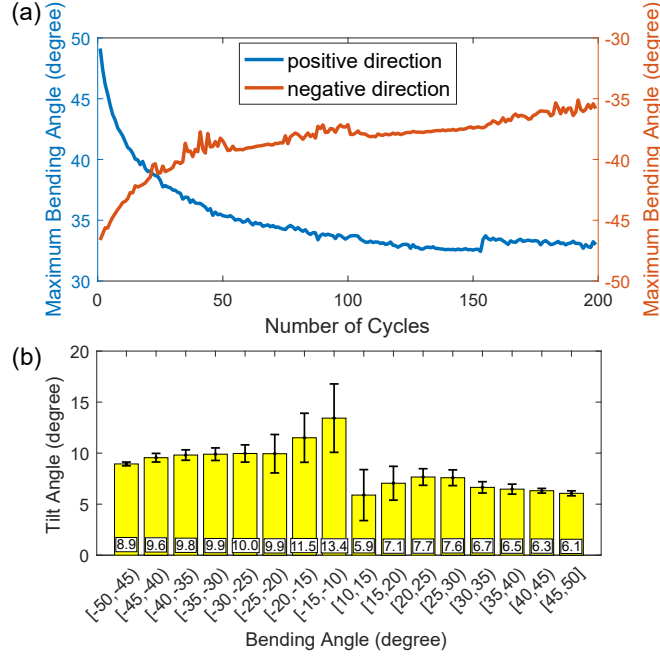 (a)
Maximum Bending Angle (degree)
50
45
40
35
30
positive direction
negative direction
-30
-35
-40
-45
-50
Maximum Bending Angle (degree)
0 50 100 150 200
Number of Cycles
(b)
Tilt Angle (degree)
20
15
10
5
0
8.9 9.6 9.8 9.9 10.0 9.9 11.5 13.4 5.9 7.1 7.7 7.6 6.7 6.5 6.3 6.1
[-50,-45) [-45,-40) [-40,-35) [-35,-30) [-30,-25) [-25,-20) [-20,-15) [-15,-10) [10,15) [15,20) [20,25) [25,30) [30,35) [35,40) [40,45) [45,50]
Bending Angle (degree)